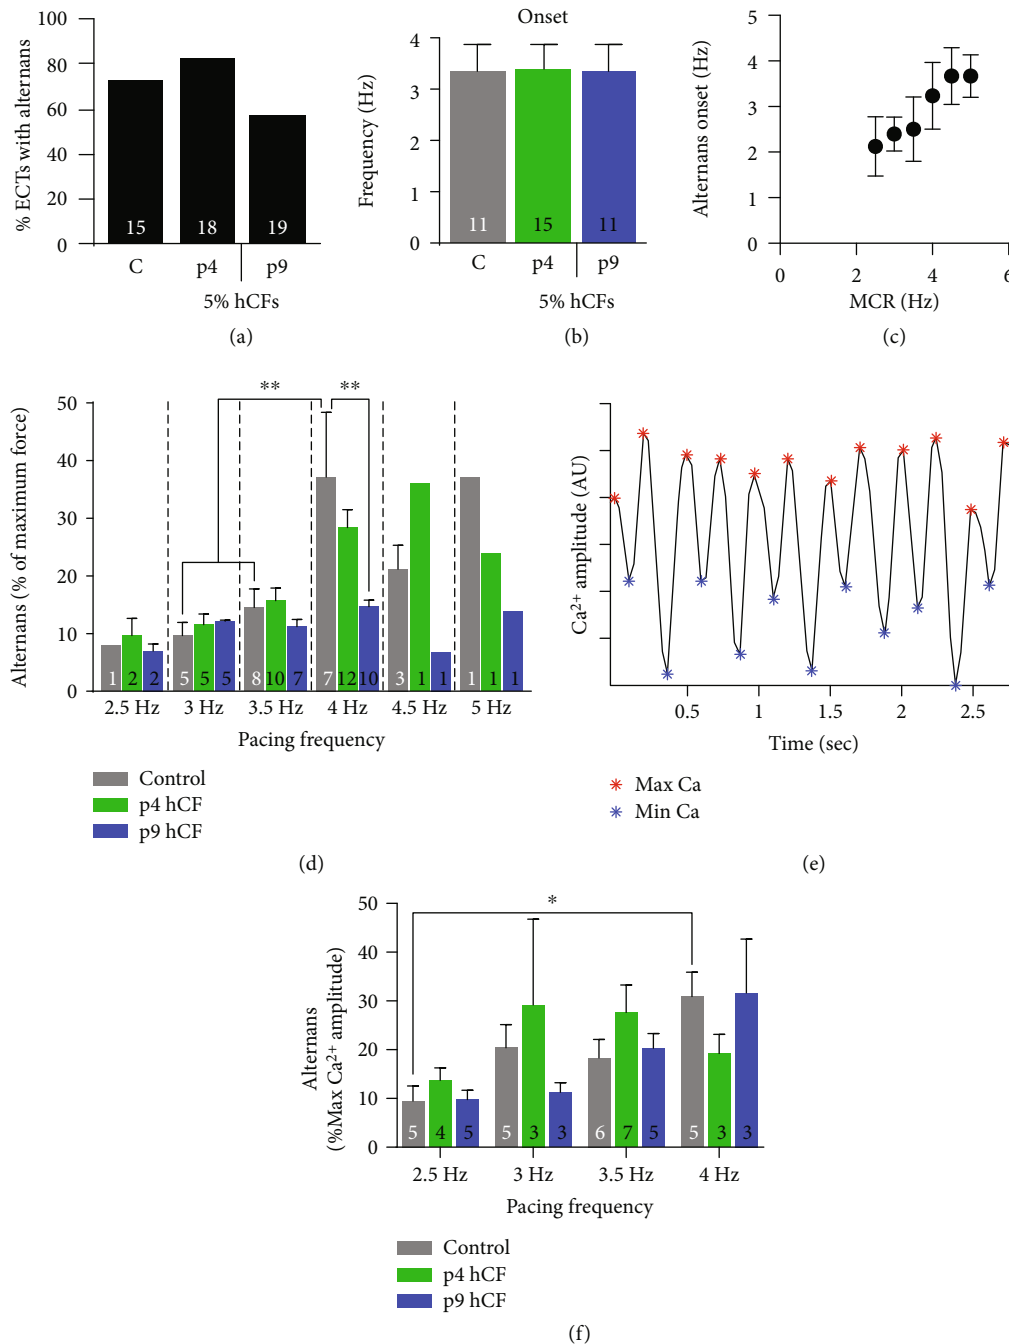 100
80
60
40
20
0
% ECTs with alternans
15
18
19
C
p4
p9
5% hCFs
(a)
Onset
4
3
2
1
0
Frequency (Hz)
11
15
11
C
p4
p9
5% hCFs
(b)
5
4
3
2
1
0
Alternans onset (Hz)
0
2
4
6
MCR (Hz)
(c)
50
40
30
20
10
0
Alternans (% of maximum force)
**
**
1
2
2
5
5
5
8
10
7
7
12
10
3
1
1
1
1
1
2.5 Hz
3 Hz
3.5 Hz
4 Hz
4.5 Hz
5 Hz
Pacing frequency
Control
p4 hCF
p9 hCF
(d)
Ca²⁺ amplitude (AU)
0.5
1
1.5
2
2.5
Time (sec)
Max Ca
Min Ca
(e)
50
40
30
20
10
0
Alternans
(%Max Ca²⁺ amplitude)
*
5
4
5
5
3
3
6
7
5
5
3
3
2.5 Hz
3 Hz
3.5 Hz
4 Hz
Pacing frequency
Control
p4 hCF
p9 hCF
(f)